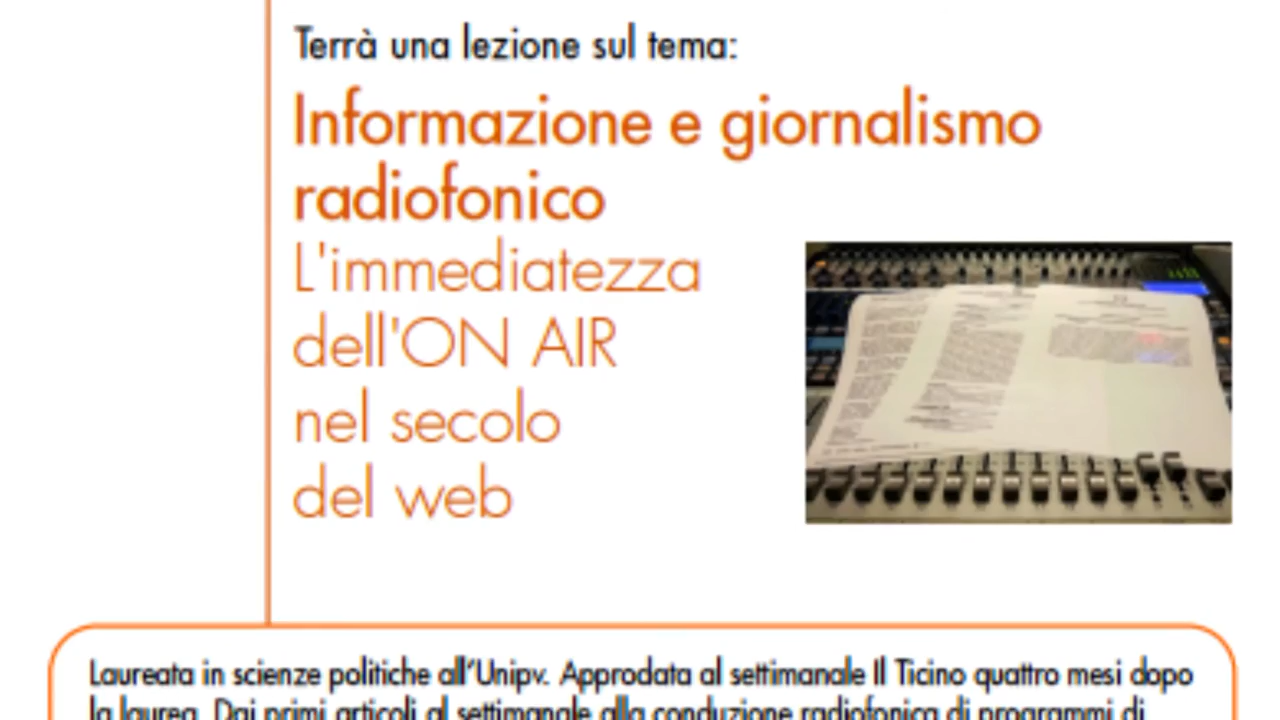 Terrà una lezione sul tema:
Informazione e giornalismo
radiofonico
L'immediatezza
dell'ON AIR
nel secolo
del web
Laureata in scienze politiche all'Unipv. Approdata al settimanale Il Ticino quattro mesi dopo
la laurea. Dai primi articoli al settimanale alla conduzione radiofonica di programmi di